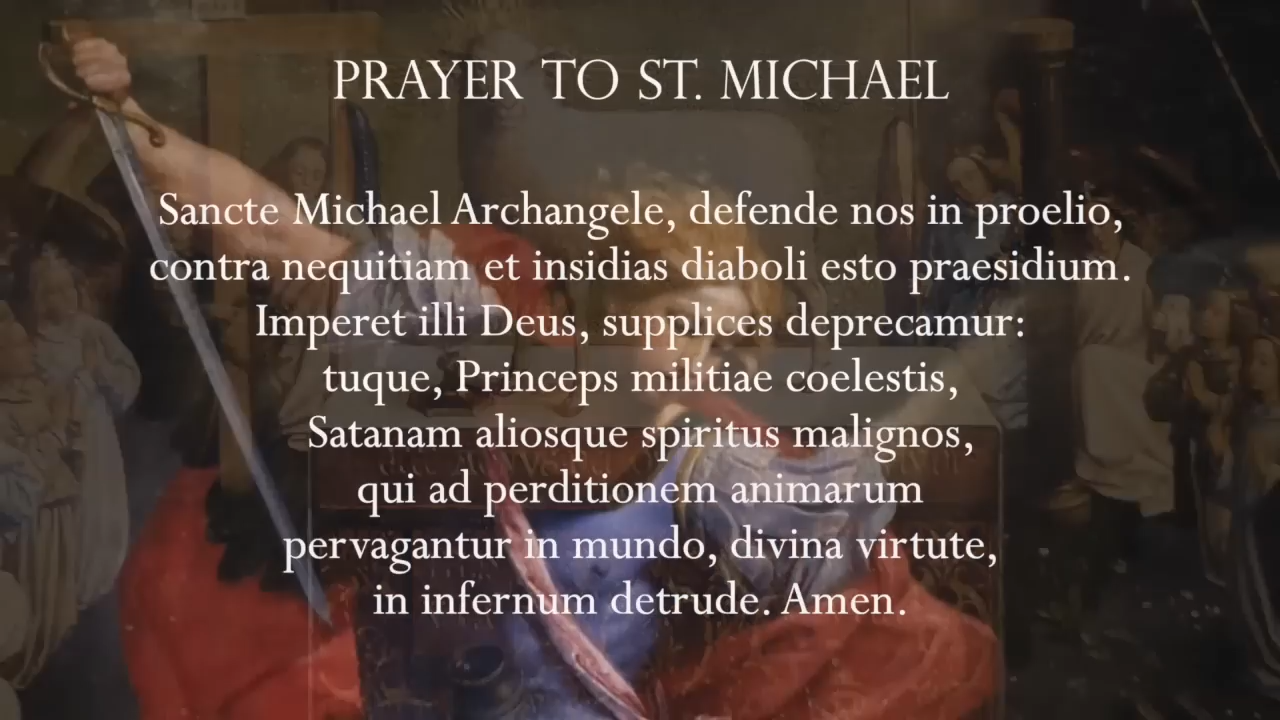 PRAYER TO ST. MICHAEL
Sancte Michael Archangele, defende nos in proelio,
contra nequitiam et insidias diaboli esto praesidium.
Imperet illi Deus, supplices deprecamur:
tuque, Princeps militiae coelestis,
Satanam aliosque spiritus malignos,
qui ad perditionem animarum
pervagantur in mundo, divina virtute,
in infernum detrude. Amen.